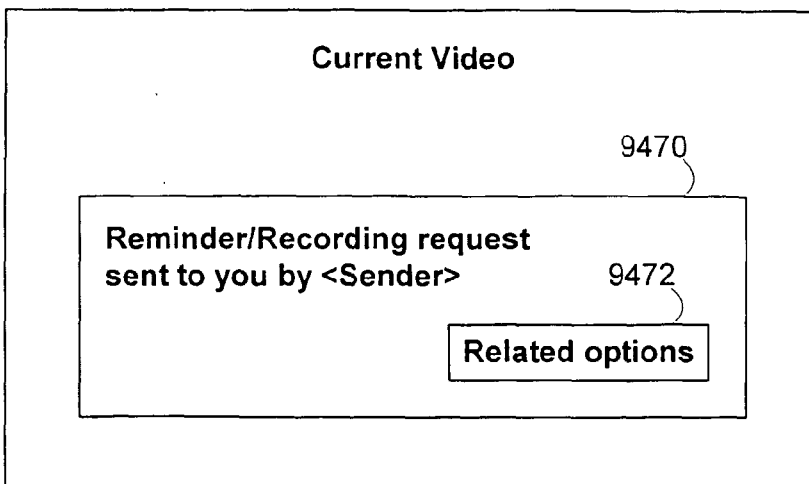 Current Video
9470
Reminder/Recording request
sent to you by <Sender>
9472
Related options